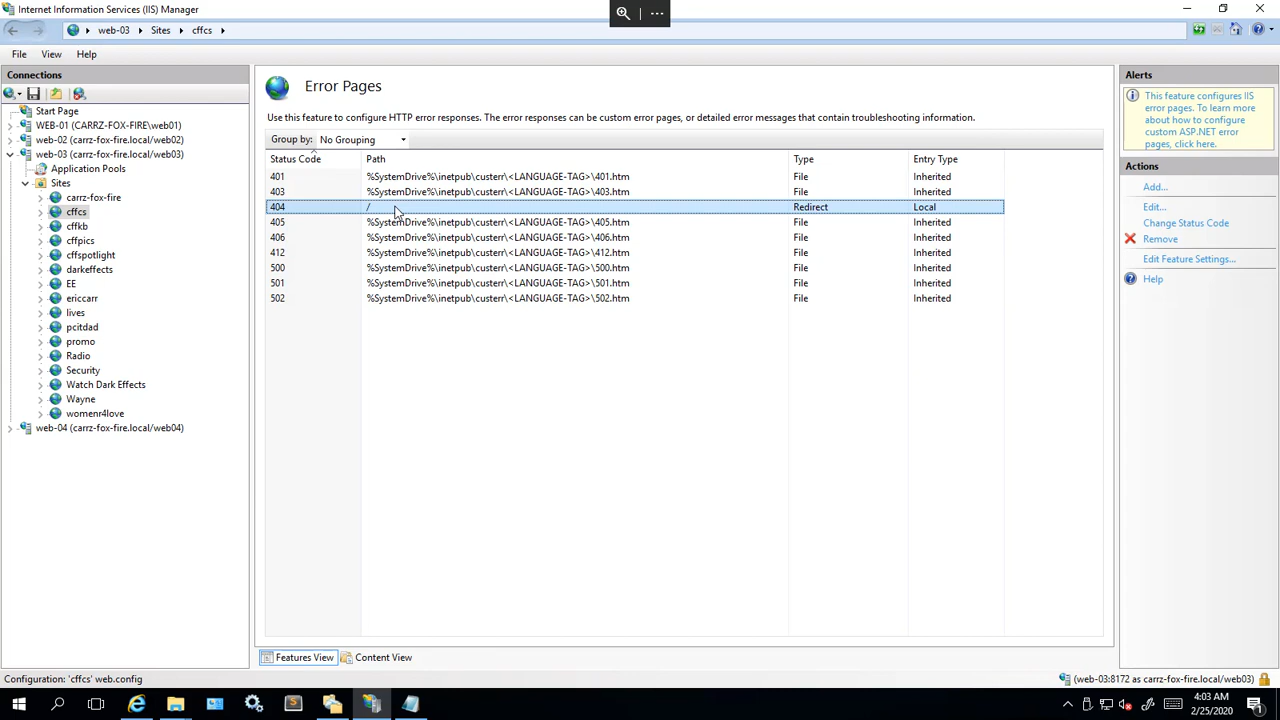 Internet Information Services (IIS) Manager
web-03 Sites cffcs
File View Help
Connections
Start Page
WEB-01 (CARRZ-FOX-FIRE\web01)
web-02 (carrz-fox-fire.local/web02)
web-03 (carrz-fox-fire.local/web03)
Application Pools
Sites
carrz-fox-fire
cffcs
cffkb
cffpics
cffspotlight
darkeffects
EE
ericcarr
lives
pcitdad
promo
Radio
Security
Watch Dark Effects
Wayne
womenr4love
web-04 (carrz-fox-fire.local/web04)
Error Pages
Use this feature to configure HTTP error responses. The error responses can be custom error pages, or detailed error messages that contain troubleshooting information.
Group by: No Grouping
Status Code Path Type Entry Type
401 %SystemDrive%\inetpub\custerr\<LANGUAGE-TAG>\401.htm File Inherited
403 %SystemDrive%\inetpub\custerr\<LANGUAGE-TAG>\403.htm File Inherited
404 / Redirect Local
405 %SystemDrive%\inetpub\custerr\<LANGUAGE-TAG>\405.htm File Inherited
406 %SystemDrive%\inetpub\custerr\<LANGUAGE-TAG>\406.htm File Inherited
412 %SystemDrive%\inetpub\custerr\<LANGUAGE-TAG>\412.htm File Inherited
500 %SystemDrive%\inetpub\custerr\<LANGUAGE-TAG>\500.htm File Inherited
501 %SystemDrive%\inetpub\custerr\<LANGUAGE-TAG>\501.htm File Inherited
502 %SystemDrive%\inetpub\custerr\<LANGUAGE-TAG>\502.htm File Inherited
Features View Content View
Alerts
This feature configures IIS
error pages. To learn more
about how to configure
custom ASP.NET error
pages, click here.
Actions
Add...
Edit...
Change Status Code
Remove
Edit Feature Settings...
Help
Configuration: 'cffcs' web.config
(web-03:8172 as carrz-fox-fire.local/web03)
4:03 AM
2/25/2020